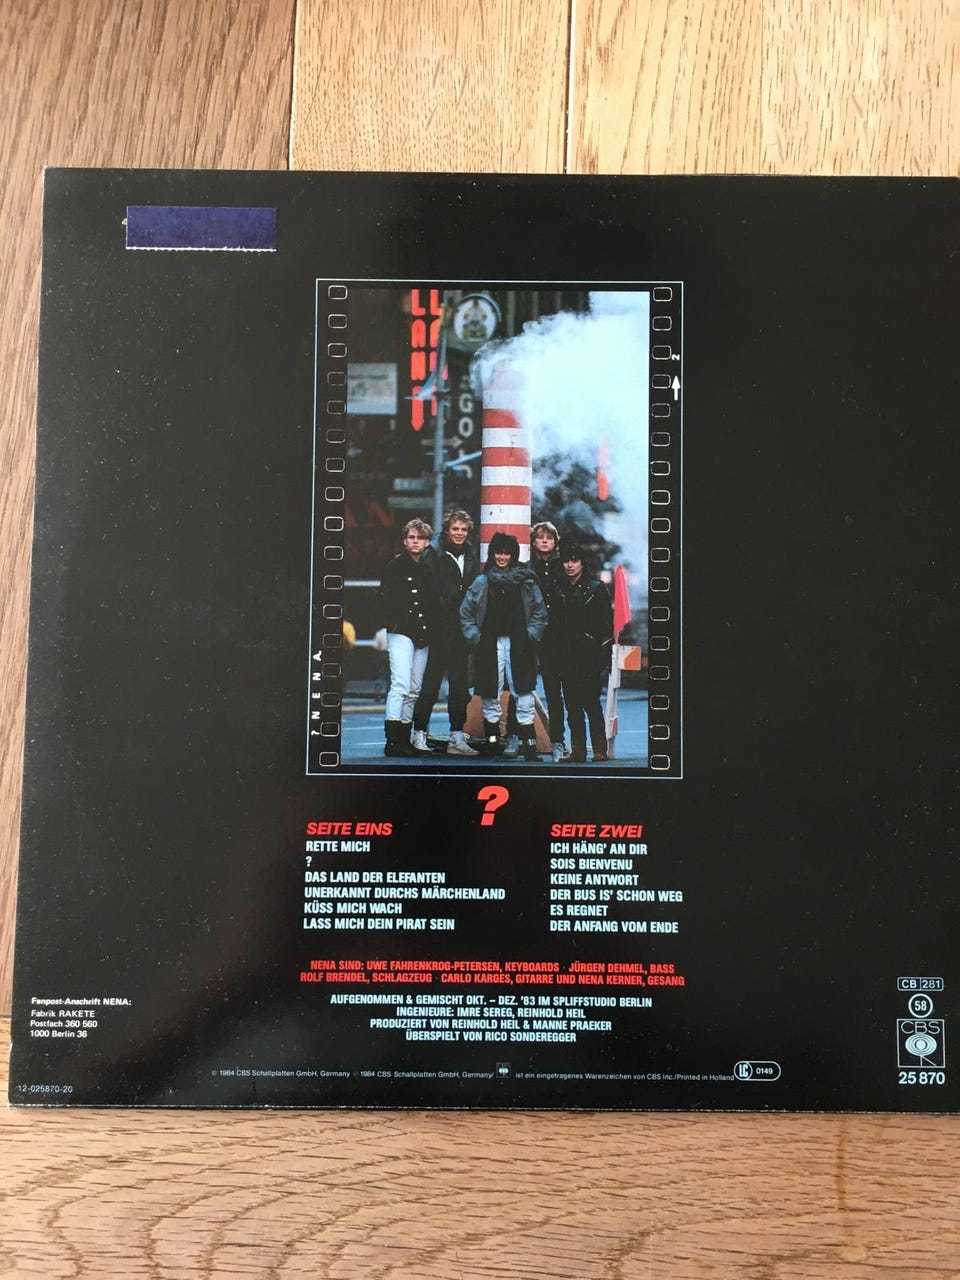 GO
2
? NENA.
?
SEITE EINS
RETTE MICH
?
DAS LAND DER ELEFANTEN
UNERKANNT DURCHS MÄRCHENLAND
KÜSS MICH WACH
LASS MICH DEIN PIRAT SEIN
SEITE ZWEI
ICH HÄNG' AN DIR
SOIS BIENVENU
KEINE ANTWORT
DER BUS IS' SCHON WEG
ES REGNET
DER ANFANG VOM ENDE
NENA SIND: UWE FAHRENKROG-PETERSEN, KEYBOARDS · JÜRGEN DEHMEL, BASS
ROLF BRENDEL, SCHLAGZEUG · CARLO KARGES, GITARRE UND NENA KERNER, GESANG
AUFGENOMMEN & GEMISCHT OKT. – DEZ. '83 IM SPLIFFSTUDIO BERLIN
INGENIEURE: IMRE SEREG, REINHOLD HEIL
PRODUZIERT VON REINHOLD HEIL & MANNE PRAEKER
ÜBERSPIELT VON RICO SONDEREGGER
Fanpost-Anschrift NENA:
Fabrik RAKETE
Postfach 360 560
1000 Berlin 36
CB 281
58
CBS
25 870
© 1984 CBS Schallplatten GmbH, Germany ℗ 1984 CBS Schallplatten GmbH, Germany/ ist ein eingetragenes Warenzeichen von CBS Inc./Printed in Holland LC 0149
12-025870-20